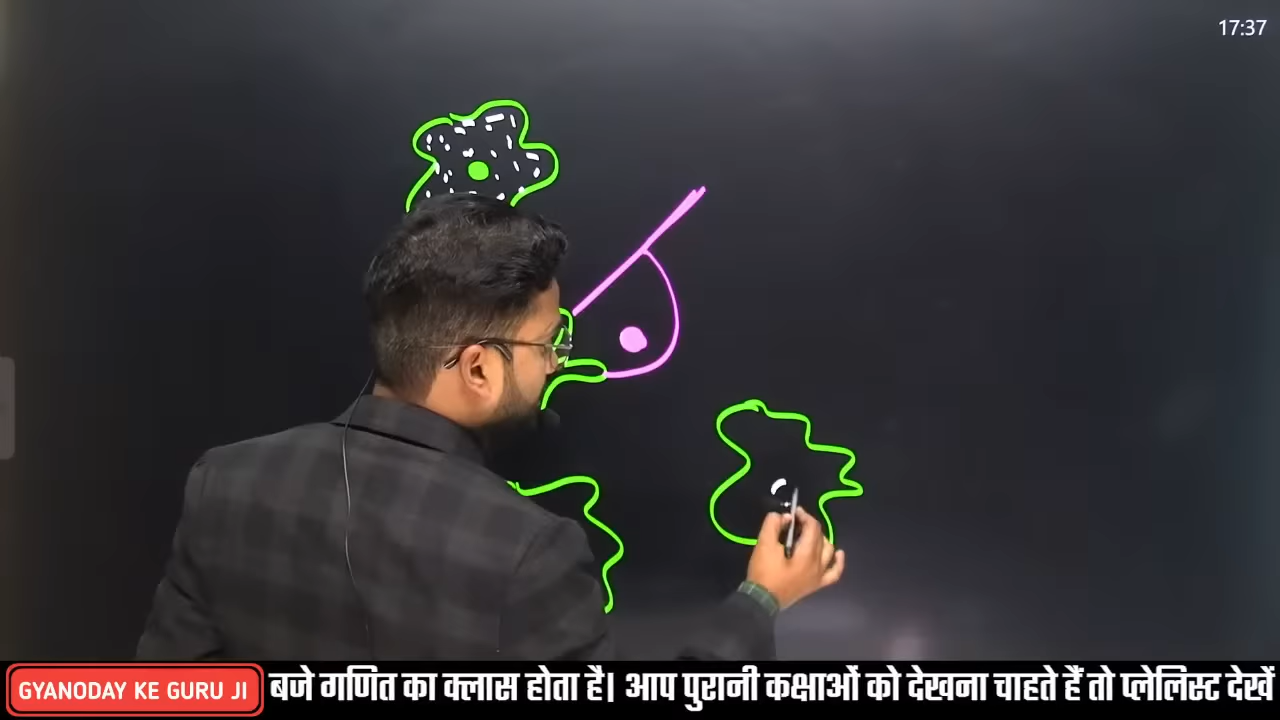 17:37
GYANODAY KE GURU JI
बजे गणित का क्लास होता है। आप पुरानी कक्षाओं को देखना चाहते हैं तो प्लेलिस्ट देखें